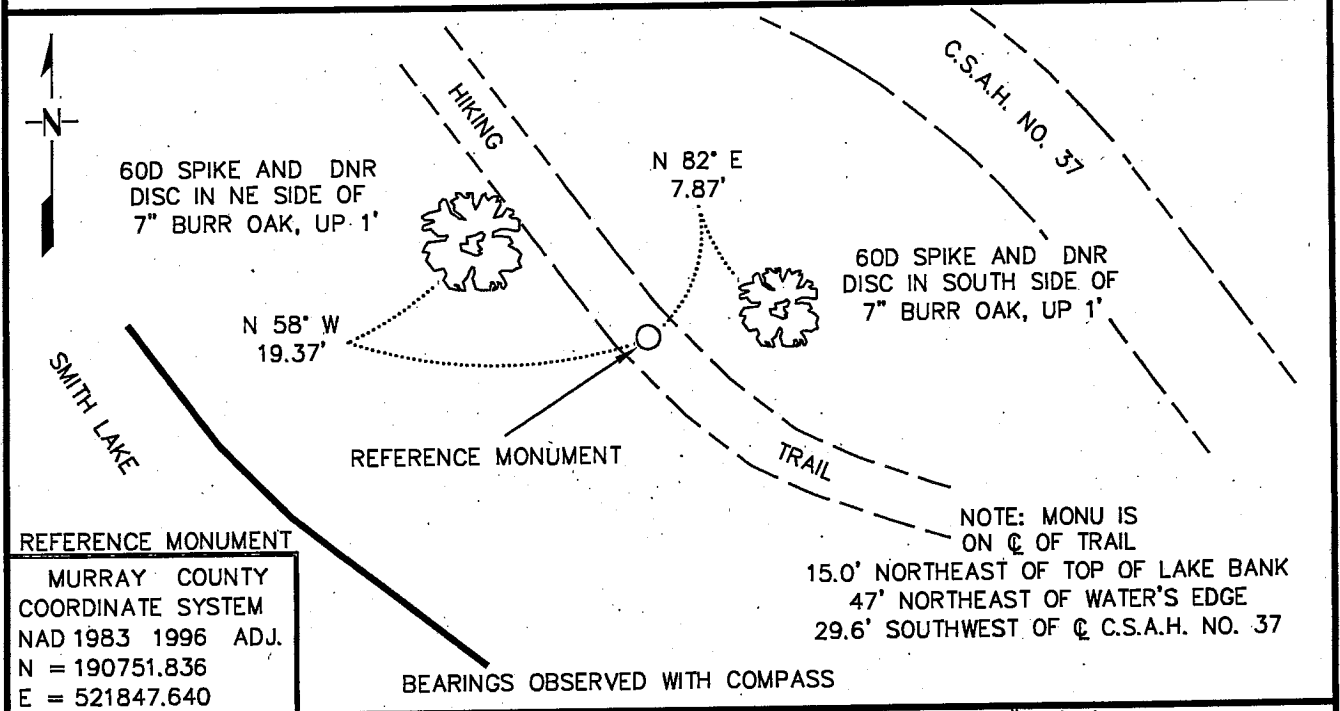 N
HIKING
C.S.A.H. NO. 37
60D SPIKE AND DNR
DISC IN NE SIDE OF
7" BURR OAK, UP 1'
N 82° E
7.87'
60D SPIKE AND DNR
DISC IN SOUTH SIDE OF
7" BURR OAK, UP 1'
N 58° W
19.37'
SMITH LAKE
REFERENCE MONUMENT
TRAIL
NOTE: MONU IS
ON ℄ OF TRAIL
15.0' NORTHEAST OF TOP OF LAKE BANK
47' NORTHEAST OF WATER'S EDGE
29.6' SOUTHWEST OF ℄ C.S.A.H. NO. 37
REFERENCE MONUMENT
MURRAY COUNTY
COORDINATE SYSTEM
NAD 1983 1996 ADJ.
N = 190751.836
E = 521847.640
BEARINGS OBSERVED WITH COMPASS